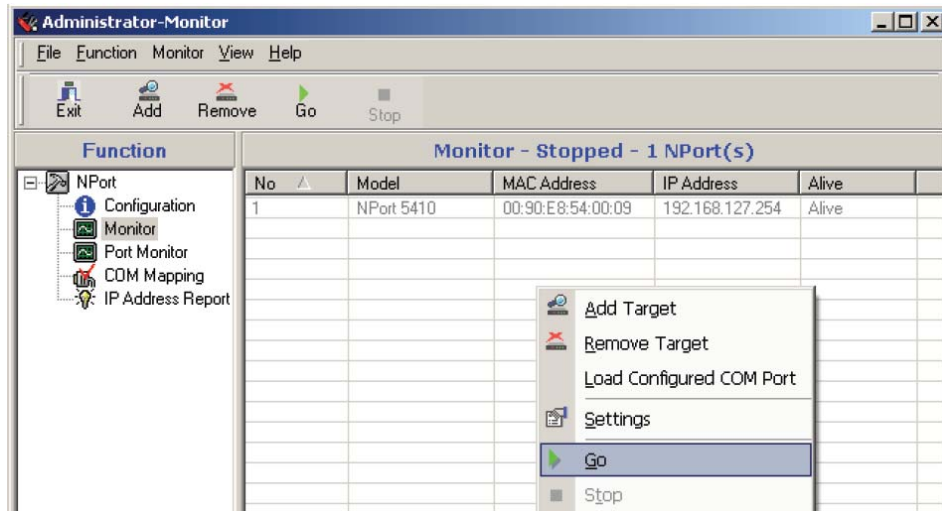 Administrator-Monitor
File Function Monitor View Help
Exit Add Remove Go Stop
Function
Monitor - Stopped - 1 NPort(s)
NPort
Configuration
Monitor
Port Monitor
COM Mapping
IP Address Report
No Model MAC Address IP Address Alive
1 NPort 5410 00:90:E8:54:00:09 192.168.127.254 Alive
Add Target
Remove Target
Load Configured COM Port
Settings
Go
Stop